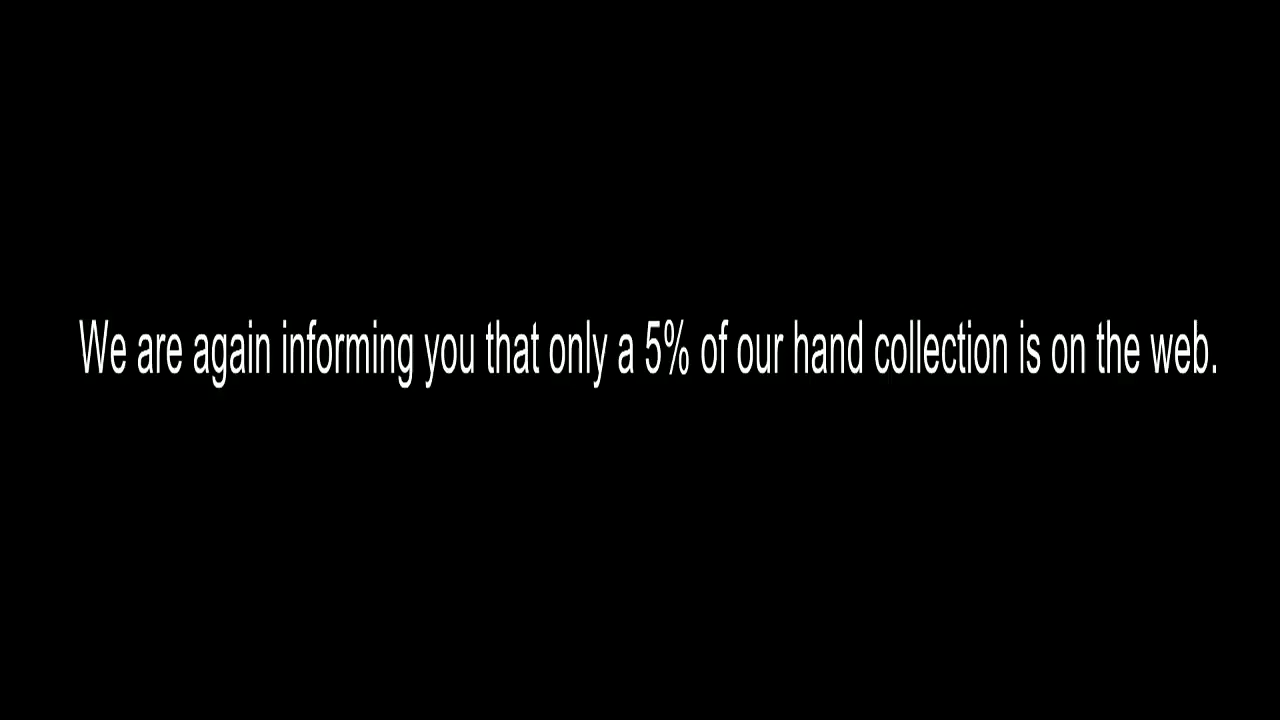 We are again informing you that only a 5% of our hand collection is on the web.